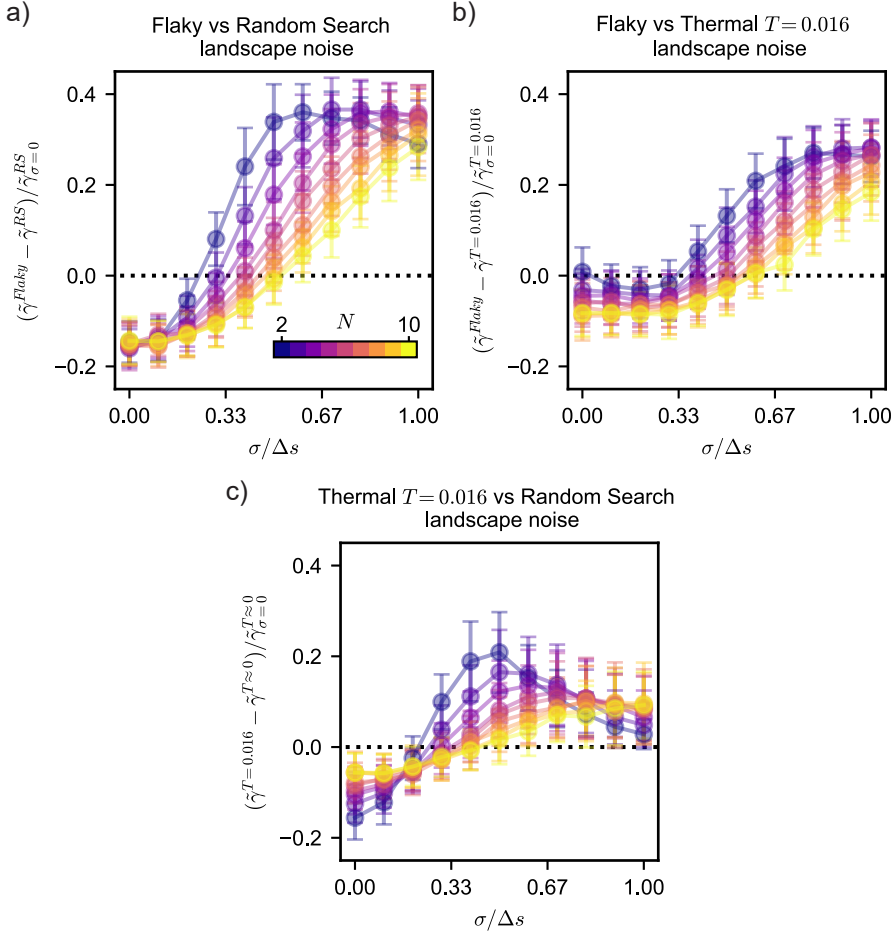 a)
Flaky vs Random Search
landscape noise
(γ̃^{Flaky} − γ̃^{RS})/γ̃^{RS}_{σ=0}
0.4
0.2
0.0
−0.2
N
2
10
0.00
0.33
0.67
1.00
σ/Δs
b)
Flaky vs Thermal T = 0.016
landscape noise
(γ̃^{Flaky} − γ̃^{T=0.016})/γ̃^{T=0.016}_{σ=0}
0.4
0.2
0.0
−0.2
0.00
0.33
0.67
1.00
σ/Δs
c)
Thermal T = 0.016 vs Random Search
landscape noise
(γ̃^{T=0.016} − γ̃^{T≈0})/γ̃^{T≈0}_{σ=0}
0.4
0.2
0.0
−0.2
0.00
0.33
0.67
1.00
σ/Δs